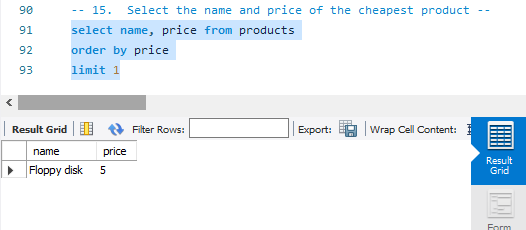 90 -- 15. Select the name and price of the cheapest product --
91 select name, price from products
92 order by price
93 limit 1
Result Grid Filter Rows: Export: Wrap Cell Content:
name price
Floppy disk 5
Result
Grid
Form